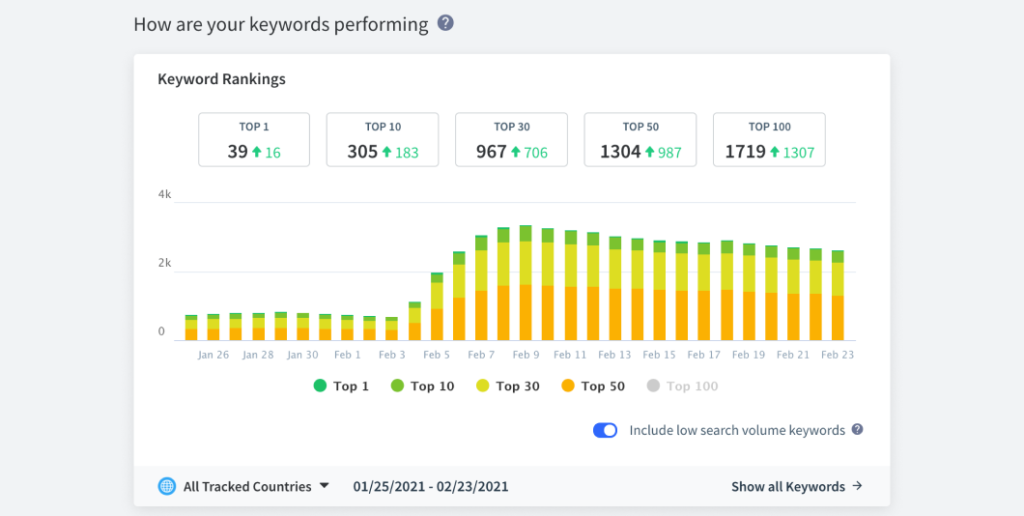 How are your keywords performing ?
Keyword Rankings
TOP 1
39 16
TOP 10
305 183
TOP 30
967 706
TOP 50
1304 987
TOP 100
1719 1307
4k
2k
0
Jan 26 Jan 28 Jan 30 Feb 1 Feb 3 Feb 5 Feb 7 Feb 9 Feb 11 Feb 13 Feb 15 Feb 17 Feb 19 Feb 21 Feb 23
Top 1 Top 10 Top 30 Top 50 Top 100
Include low search volume keywords ?
All Tracked Countries 01/25/2021 - 02/23/2021 Show all Keywords →